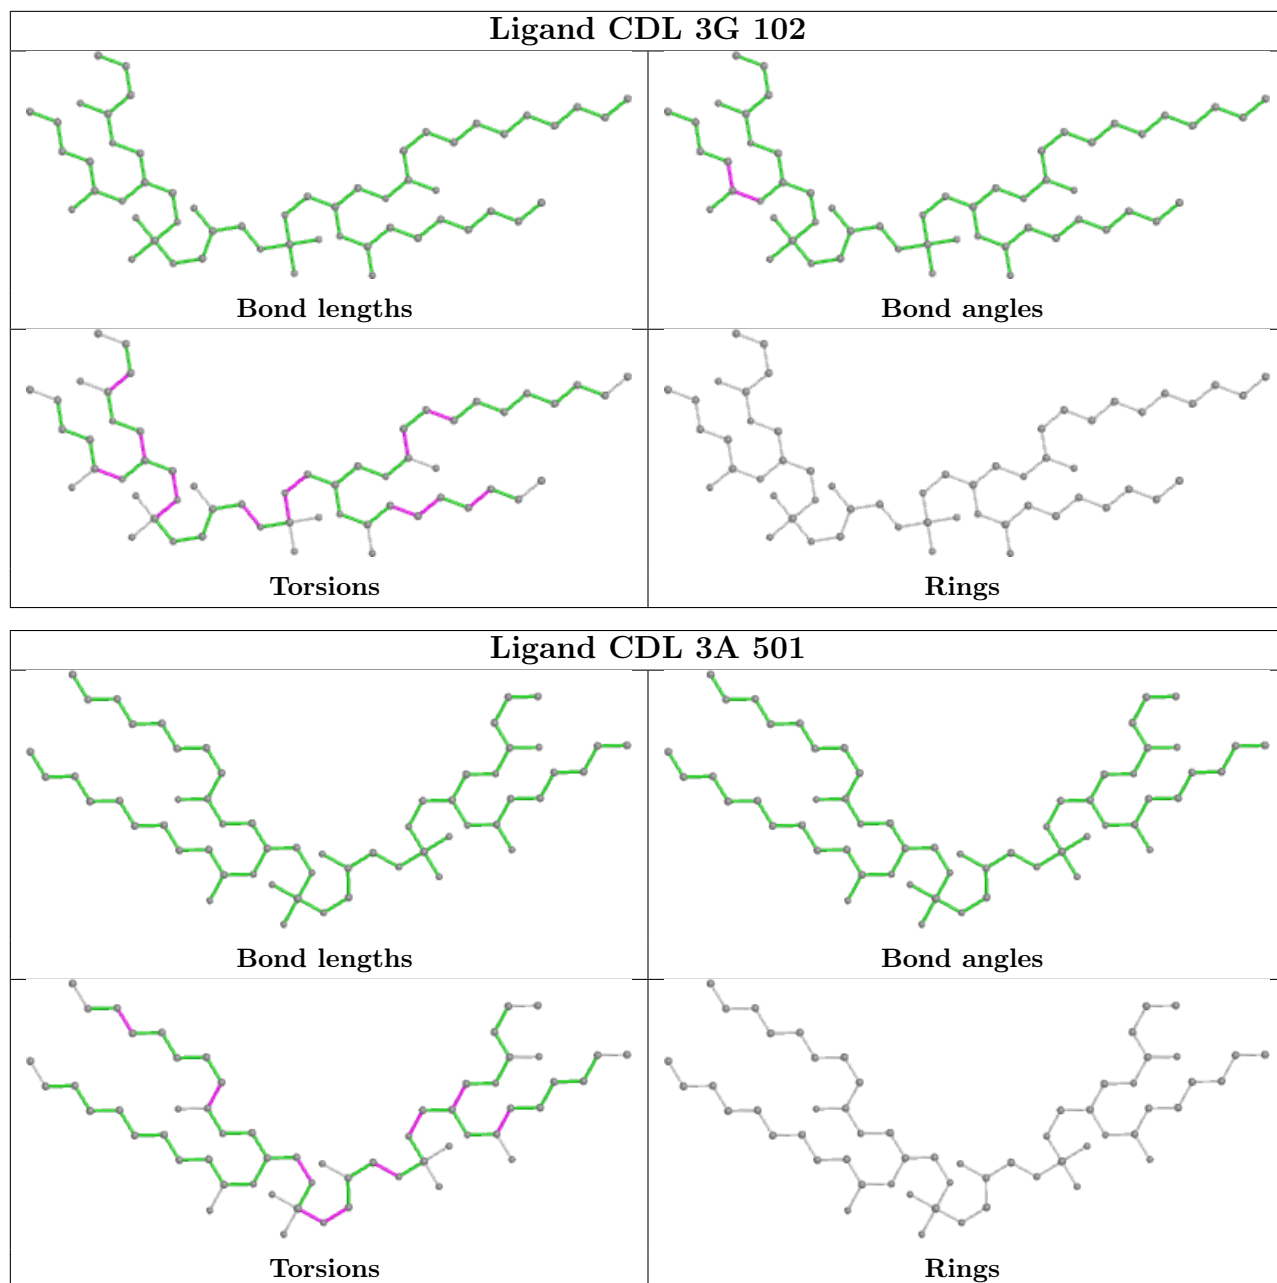 Ligand CDL 3G 102
Bond lengths
Bond angles
Torsions
Rings
Ligand CDL 3A 501
Bond lengths
Bond angles
Torsions
Rings